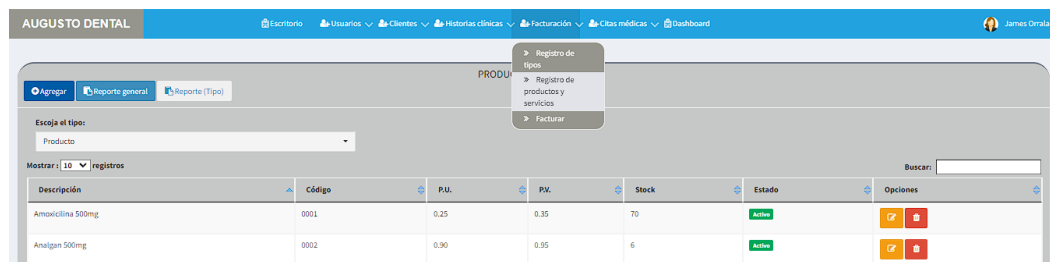 AUGUSTO DENTAL
Escritorio Usuarios Clientes Historias clínicas Facturación Citas médicas Dashboard
James Orrala
» Registro de
tipos
» Registro de
productos y
servicios
» Facturar
PRODU
Agregar Reporte general Reporte (Tipo)
Escoja el tipo:
Producto
Mostrar : 10 registros
Buscar:
Descripción Código P.U. P.V. Stock Estado Opciones
Amoxicilina 500mg 0001 0.25 0.35 70 Activo
Analgan 500mg 0002 0.90 0.95 6 Activo